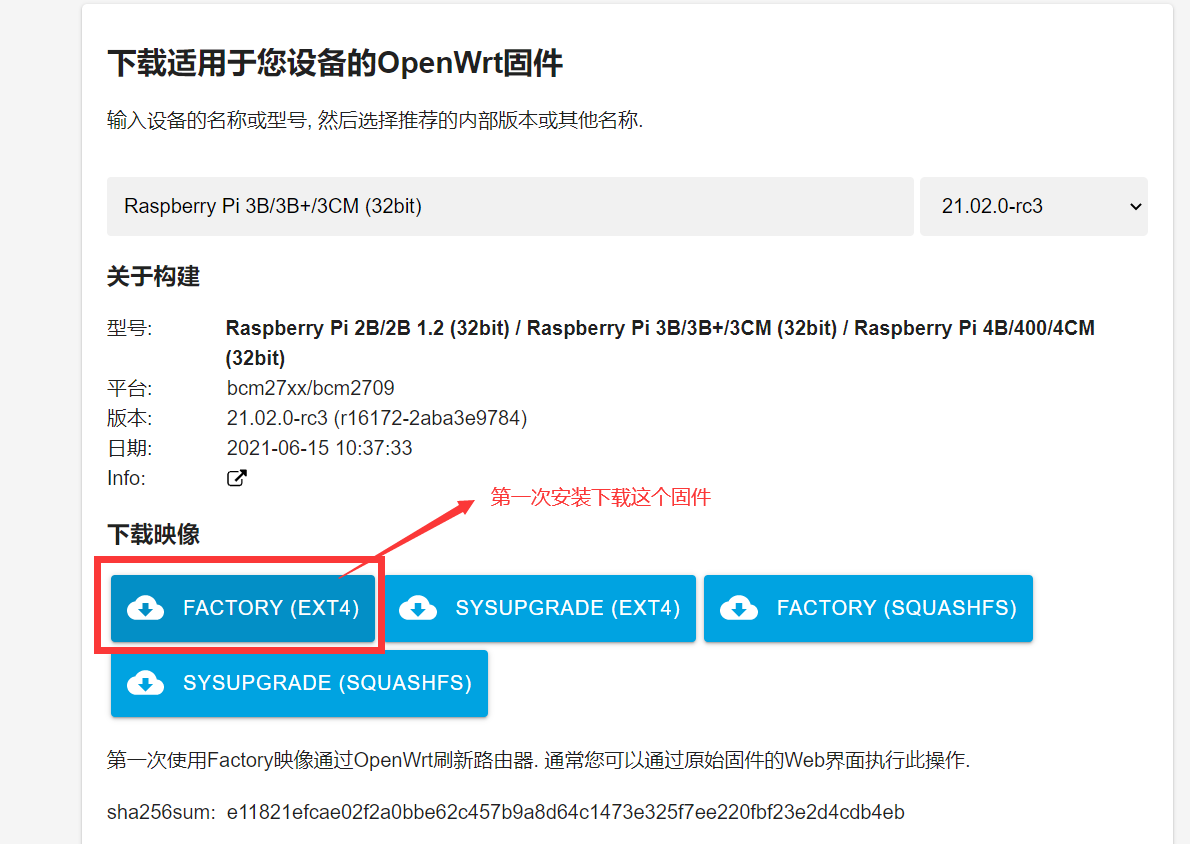 下载适用于您设备的OpenWrt固件
输入设备的名称或型号, 然后选择推荐的内部版本或其他名称.
Raspberry Pi 3B/3B+/3CM (32bit)
21.02.0-rc3
关于构建
型号: Raspberry Pi 2B/2B 1.2 (32bit) / Raspberry Pi 3B/3B+/3CM (32bit) / Raspberry Pi 4B/400/4CM
(32bit)
平台: bcm27xx/bcm2709
版本: 21.02.0-rc3 (r16172-2aba3e9784)
日期: 2021-06-15 10:37:33
Info:
第一次安装下载这个固件
下载映像
FACTORY (EXT4)
SYSUPGRADE (EXT4)
FACTORY (SQUASHFS)
SYSUPGRADE (SQUASHFS)
第一次使用Factory映像通过OpenWrt刷新路由器. 通常您可以通过原始固件的Web界面执行此操作.
sha256sum: e11821efcae02f2a0bbe62c457b9a8d64c1473e325f7ee220fbf23e2d4cdb4eb